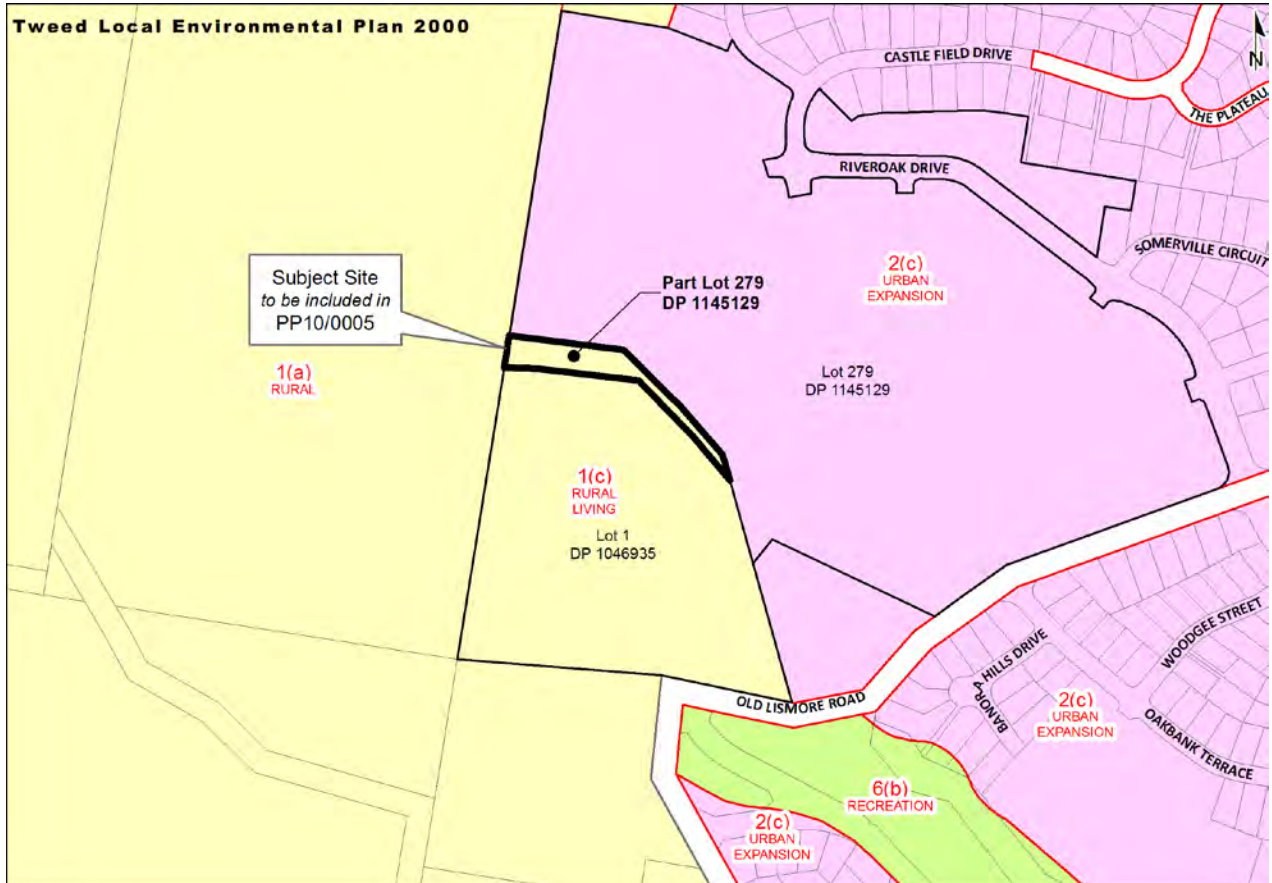 Tweed Local Environmental Plan 2000
N
CASTLE FIELD DRIVE
THE PLATEAU
RIVEROAK DRIVE
SOMERVILLE CIRCUIT
Subject Site
to be included in
PP10/0005
Part Lot 279
DP 1145129
2(c)
URBAN
EXPANSION
1(a)
RURAL
Lot 279
DP 1145129
1(c)
RURAL
LIVING
Lot 1
DP 1046935
WOODGEE STREET
BANORA HILLS DRIVE
OLD LISMORE ROAD
2(c)
URBAN
EXPANSION
OAKBANK TERRACE
6(b)
RECREATION
2(c)
URBAN
EXPANSION